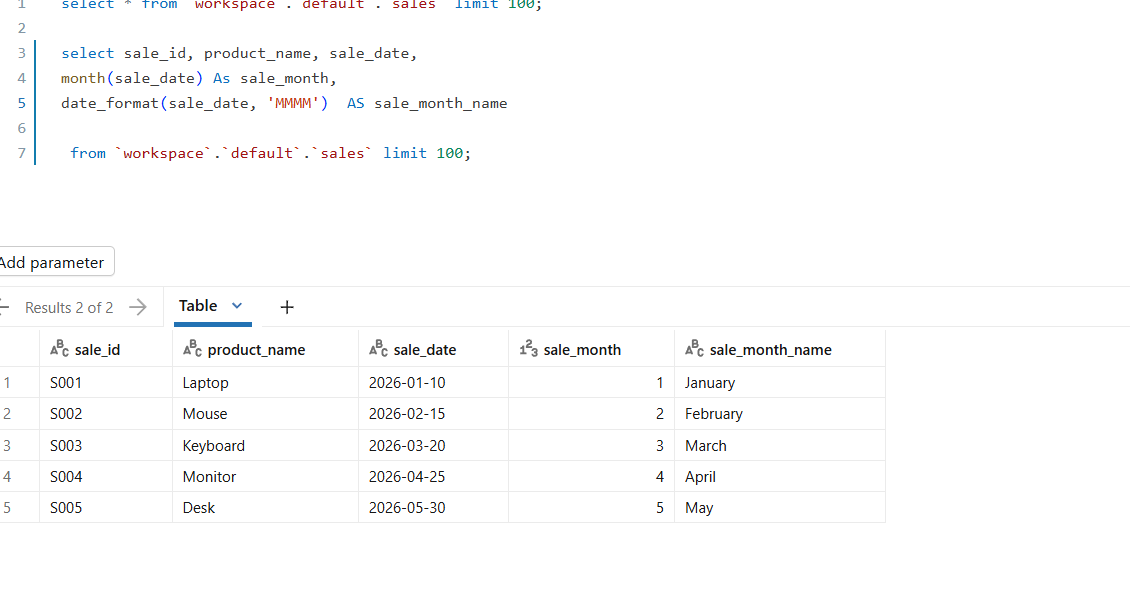 1 select * from `workspace`.`default`.`sales` limit 100;
2
3 select sale_id, product_name, sale_date,
4 month(sale_date) As sale_month,
5 date_format(sale_date, 'MMMM')  AS sale_month_name
6
7 from `workspace`.`default`.`sales` limit 100;
Add parameter
Results 2 of 2 Table
sale_id product_name sale_date sale_month sale_month_name
1 S001 Laptop 2026-01-10 1 January
2 S002 Mouse 2026-02-15 2 February
3 S003 Keyboard 2026-03-20 3 March
4 S004 Monitor 2026-04-25 4 April
5 S005 Desk 2026-05-30 5 May